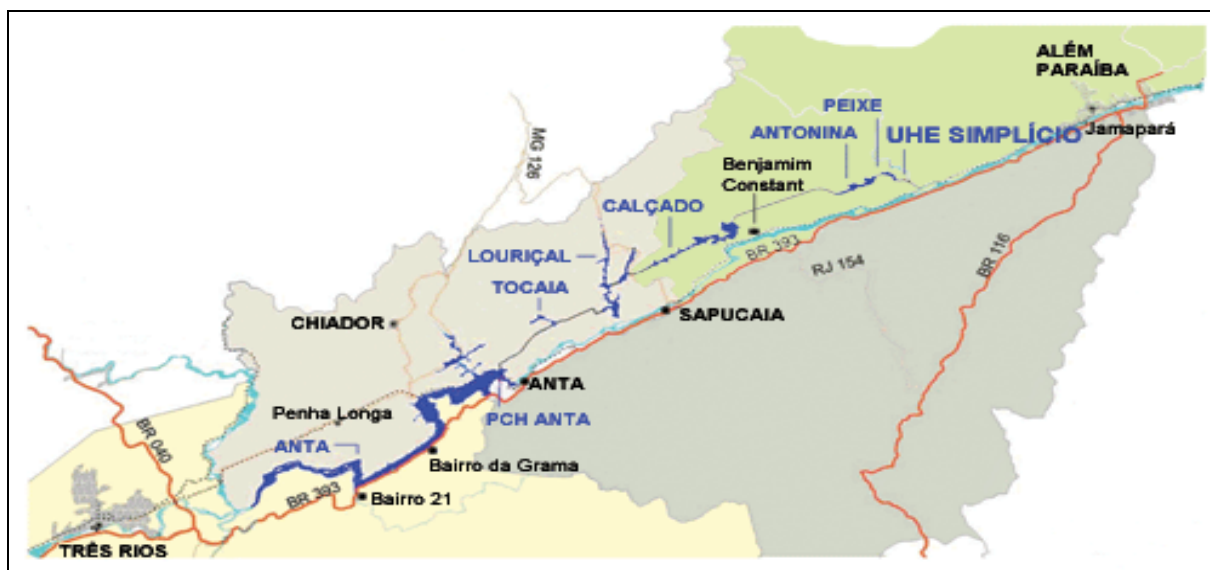 ALÉM
PARAÍBA
PEIXE
ANTONINA
UHE SIMPLÍCIO
Jamapará
MG 126
Benjamim
Constant
CALÇADO
BR 393
LOURIÇAL
RJ 154
BR 116
TOCAIA
CHIADOR
SAPUCAIA
ANTA
Penha Longa
PCH ANTA
BR 040
ANTA
Bairro da Grama
BR 393
Bairro 21
TRÊS RIOS